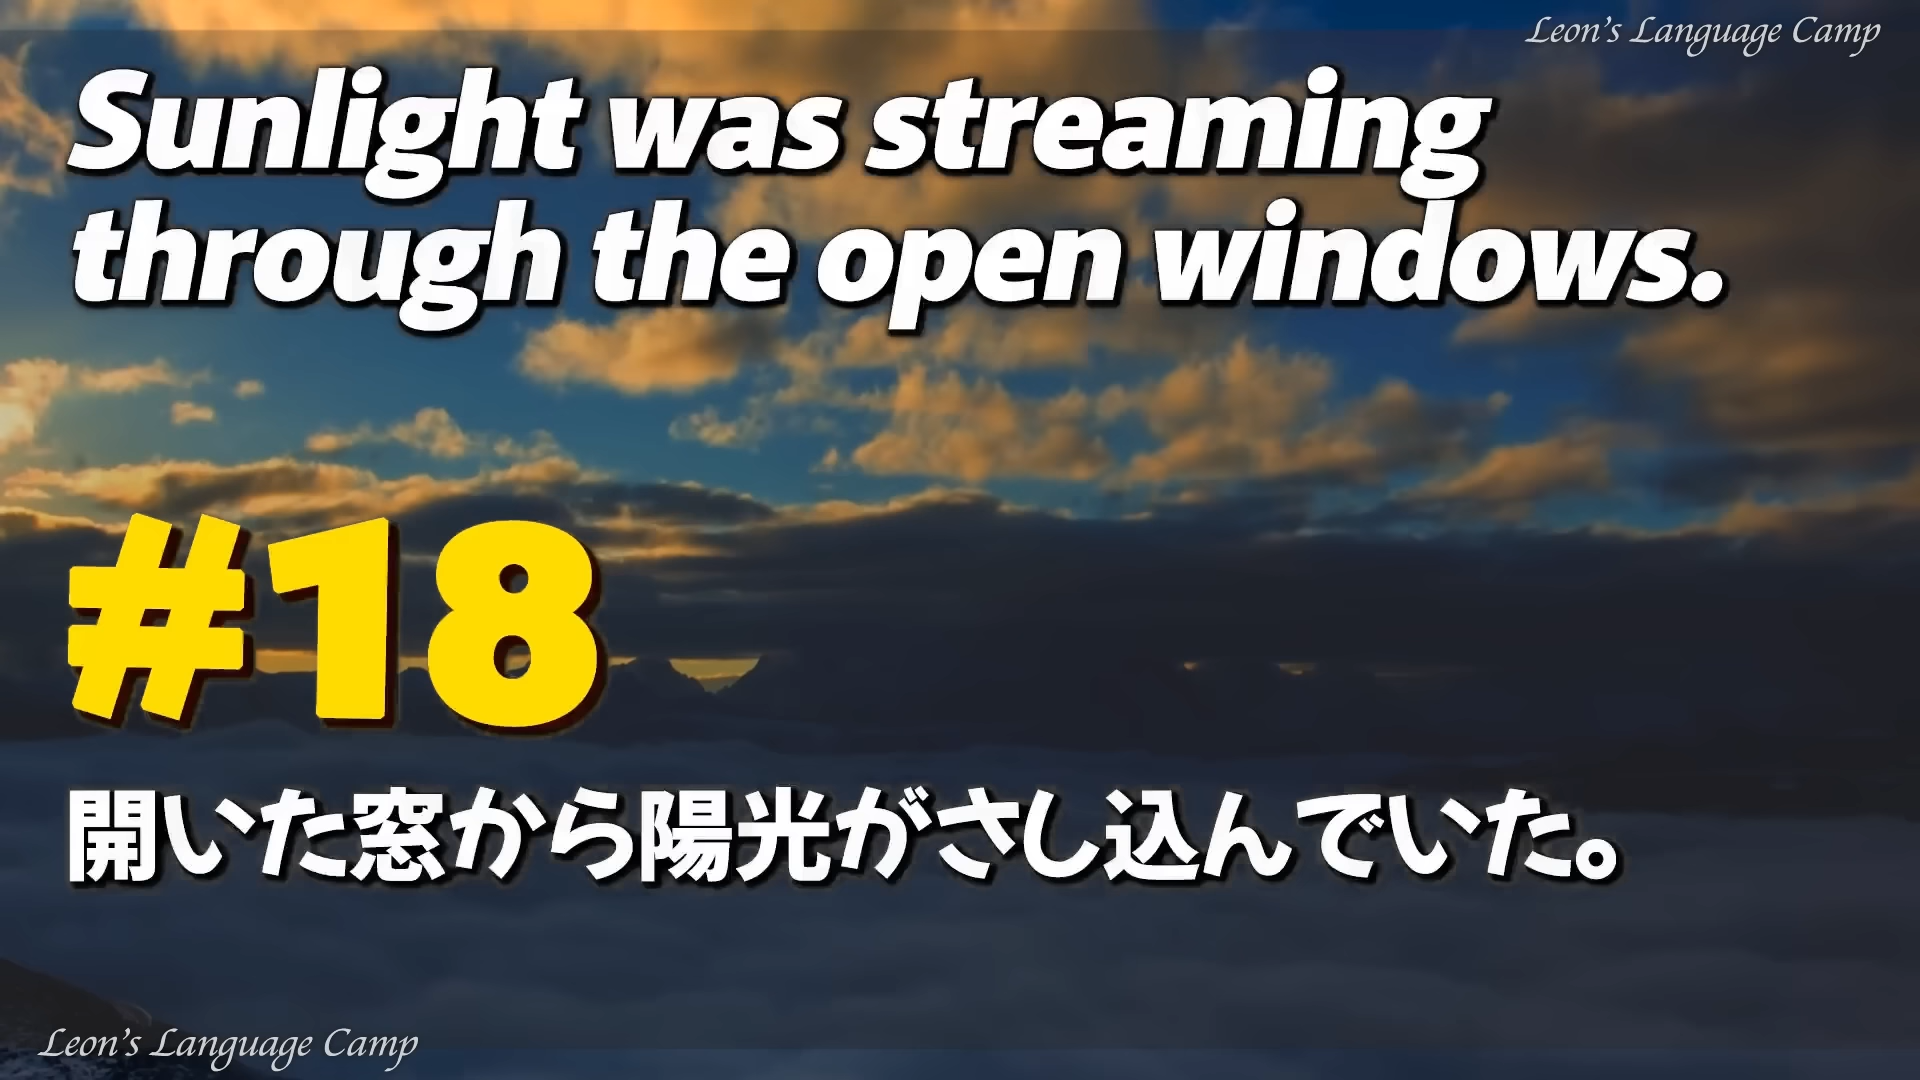 Leon's Language Camp
Sunlight was streaming
through the open windows.
#18
開いた窓から陽光がさし込んでいた。
Leon's Language Camp